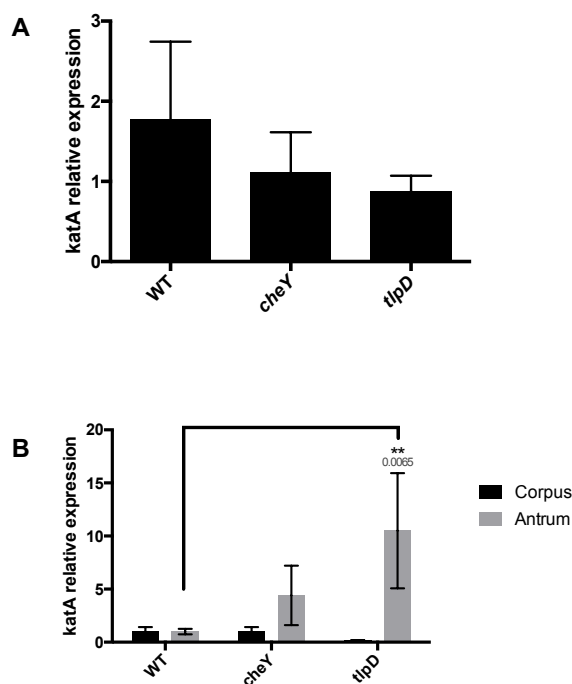 A
katA relative expression
3
2
1
0
WT
cheY
tlpD
B
katA relative expression
20
15
10
5
0
**
0.0065
WT
cheY
tlpD
Corpus
Antrum